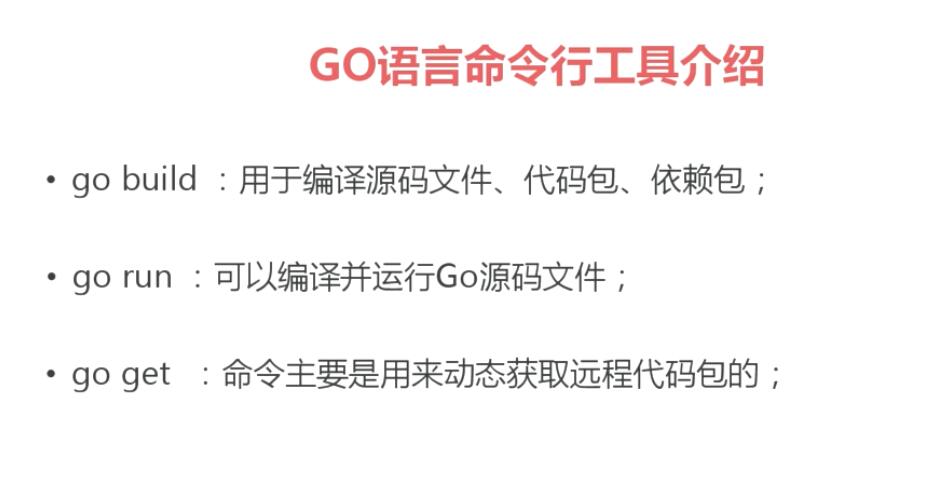 GO语言命令行工具介绍
• go build ：用于编译源码文件、代码包、依赖包；
• go run ：可以编译并运行Go源码文件；
• go get ：命令主要是用来动态获取远程代码包的；